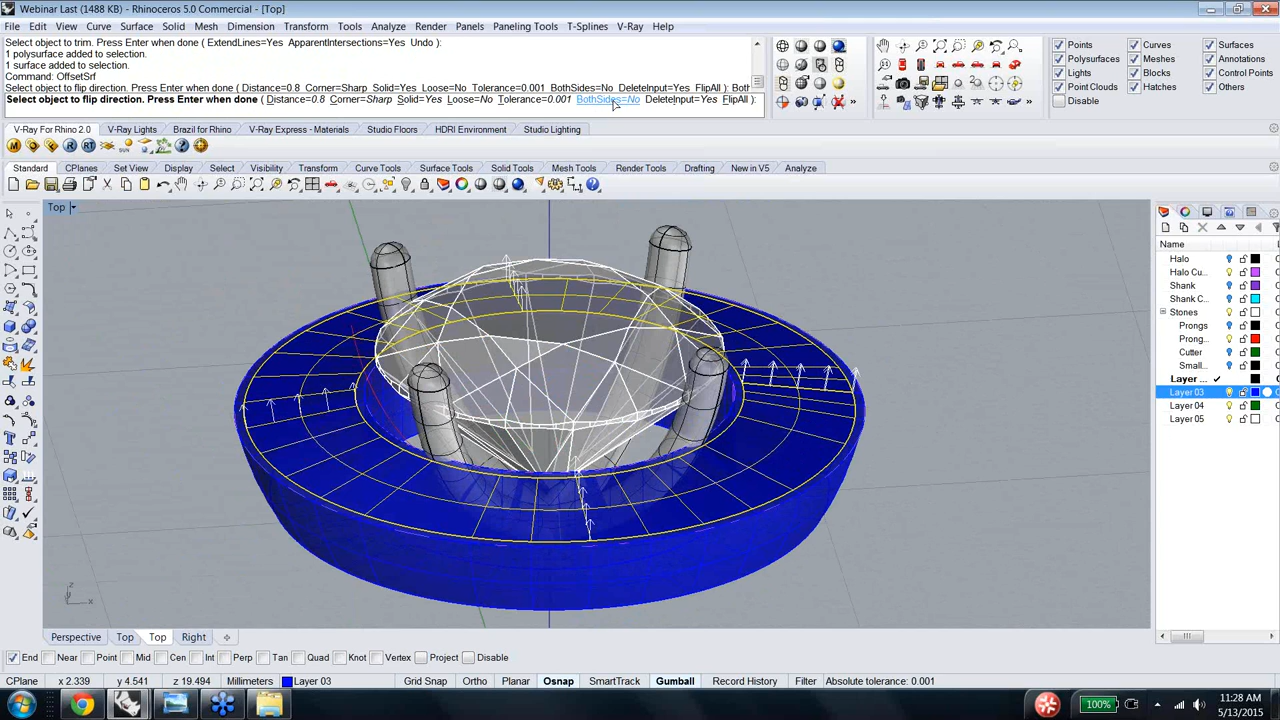 Webinar Last (1488 KB) - Rhinoceros 5.0 Commercial - [Top]
File Edit View Curve Surface Solid Mesh Dimension Transform Tools Analyze Render Panels Paneling Tools T-Splines V-Ray Help
Select object to trim. Press Enter when done ( ExtendLines=Yes ApparentIntersections=Yes Undo ):
1 polysurface added to selection.
1 surface added to selection.
Command: OffsetSrf
Select object to flip direction. Press Enter when done ( Distance=0.8 Corner=Sharp Solid=Yes Loose=No Tolerance=0.001 BothSides=No DeleteInput=Yes FlipAll ): Both
Select object to flip direction. Press Enter when done ( Distance=0.8 Corner=Sharp Solid=Yes Loose=No Tolerance=0.001 BothSides=No DeleteInput=Yes FlipAll ):
Points Curves Surfaces
Polysurfaces Meshes Annotations
Lights Blocks Control Points
Point Clouds Hatches Others
Disable
V-Ray For Rhino 2.0 V-Ray Lights Brazil for Rhino V-Ray Express - Materials Studio Floors HDRI Environment Studio Lighting
Standard CPlanes Set View Display Select Visibility Transform Curve Tools Surface Tools Solid Tools Mesh Tools Render Tools Drafting New in V5 Analyze
Top
Name
Halo
Halo Cu...
Shank
Shank C...
Stones
Prongs
Prong...
Cutter
Small...
Layer ...
Layer 03
Layer 04
Layer 05
z
x
Perspective Top Top Right
End Near Point Mid Cen Int Perp Tan Quad Knot Vertex Project Disable
CPlane x 2.339 y 4.541 z 19.494 Millimeters Layer 03 Grid Snap Ortho Planar Osnap SmartTrack Gumball Record History Filter Absolute tolerance: 0.001
100%
11:28 AM
5/13/2015